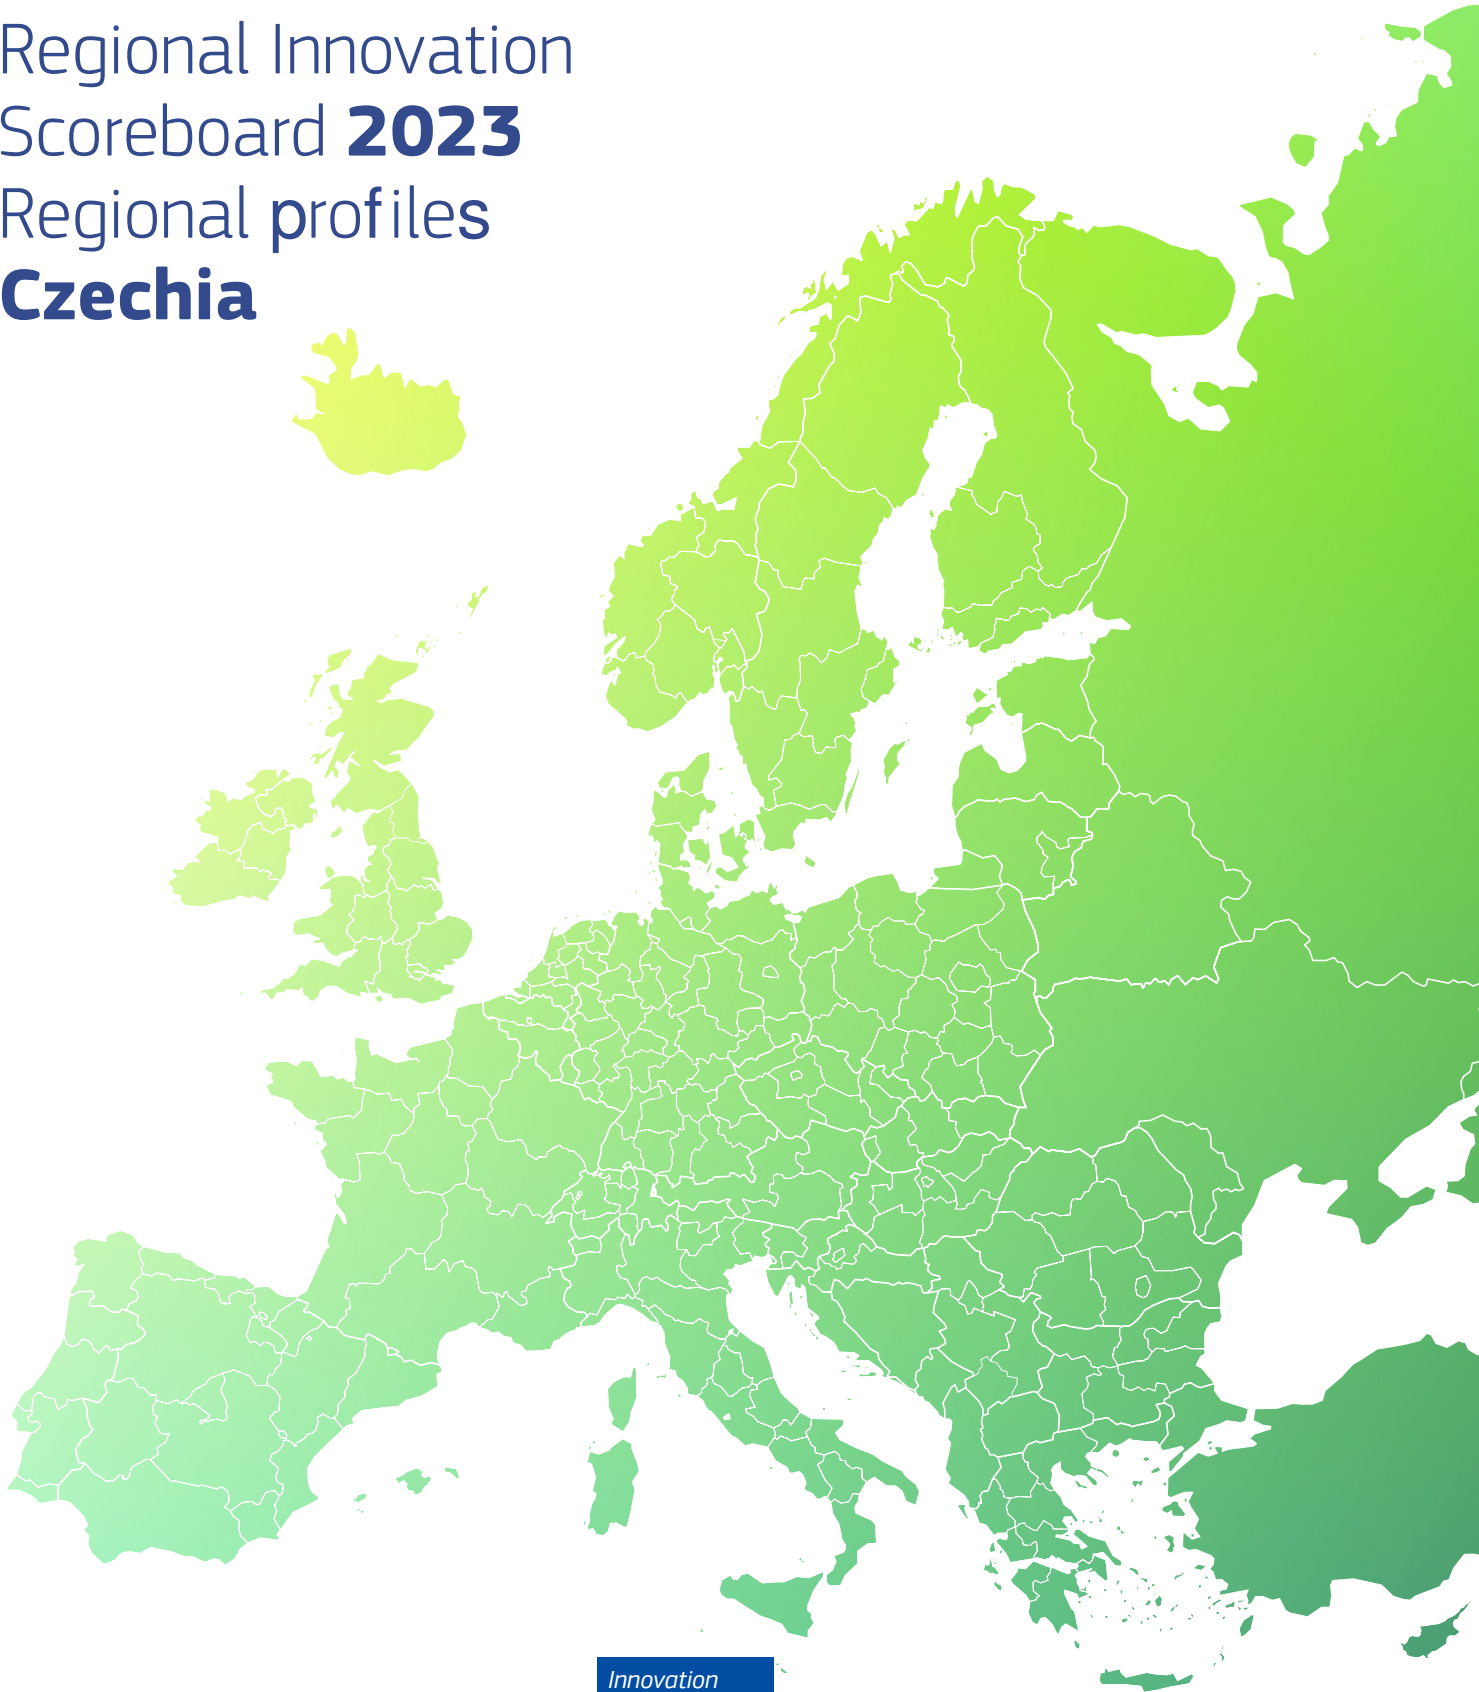 Regional Innovation
Scoreboard 2023
Regional profiles
Czechia
Innovation